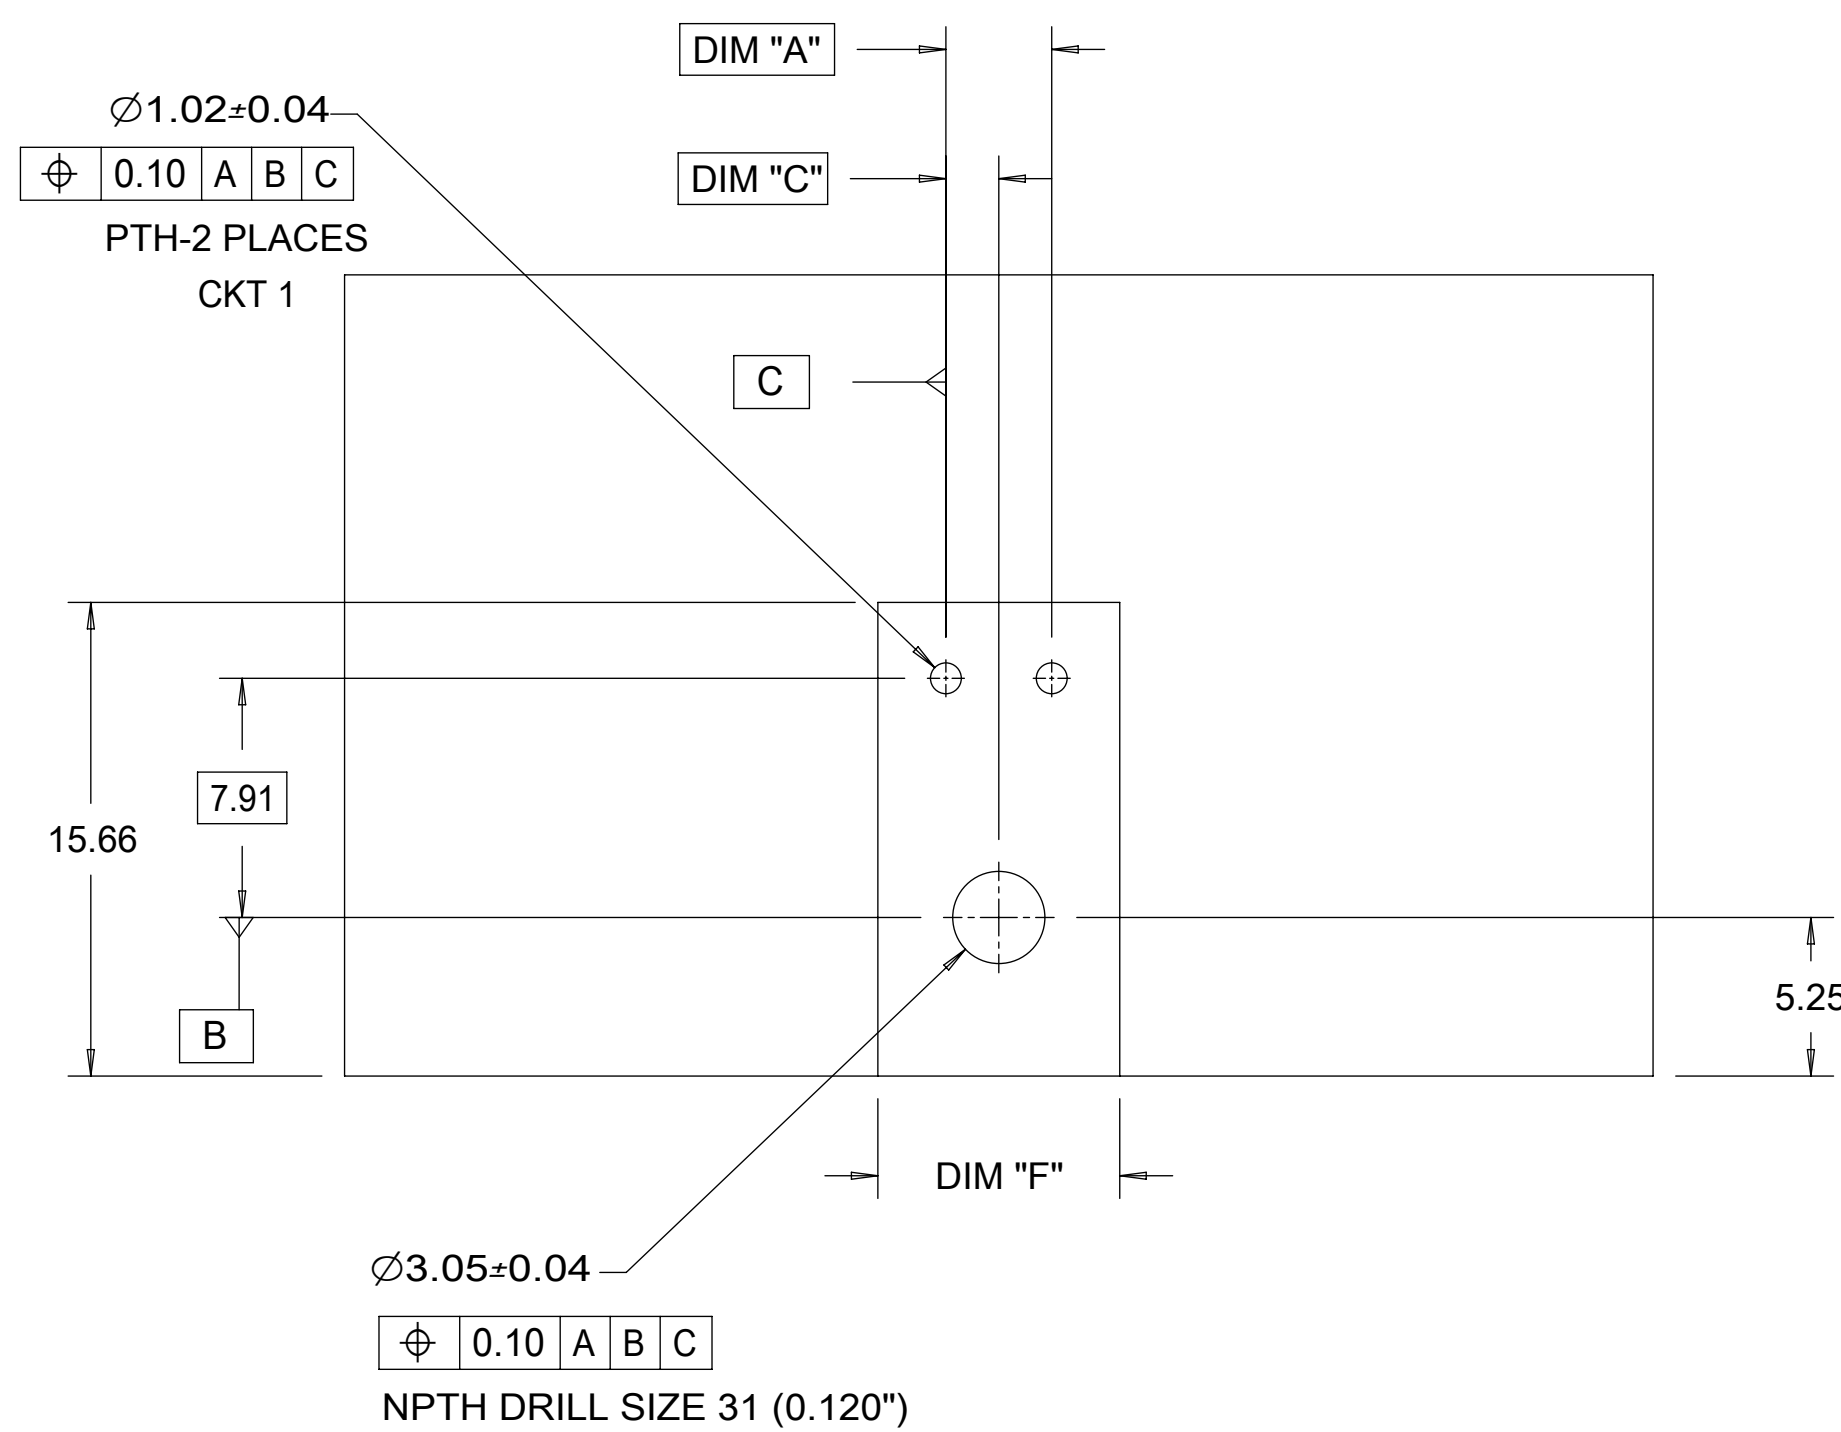 DIM "A"
⌀1.02±0.04
⌖ 0.10 A B C
DIM "C"
PTH-2 PLACES
CKT 1
C
7.91
15.66
5.25
B
DIM "F"
⌀3.05±0.04
⌖ 0.10 A B C
NPTH DRILL SIZE 31 (0.120")